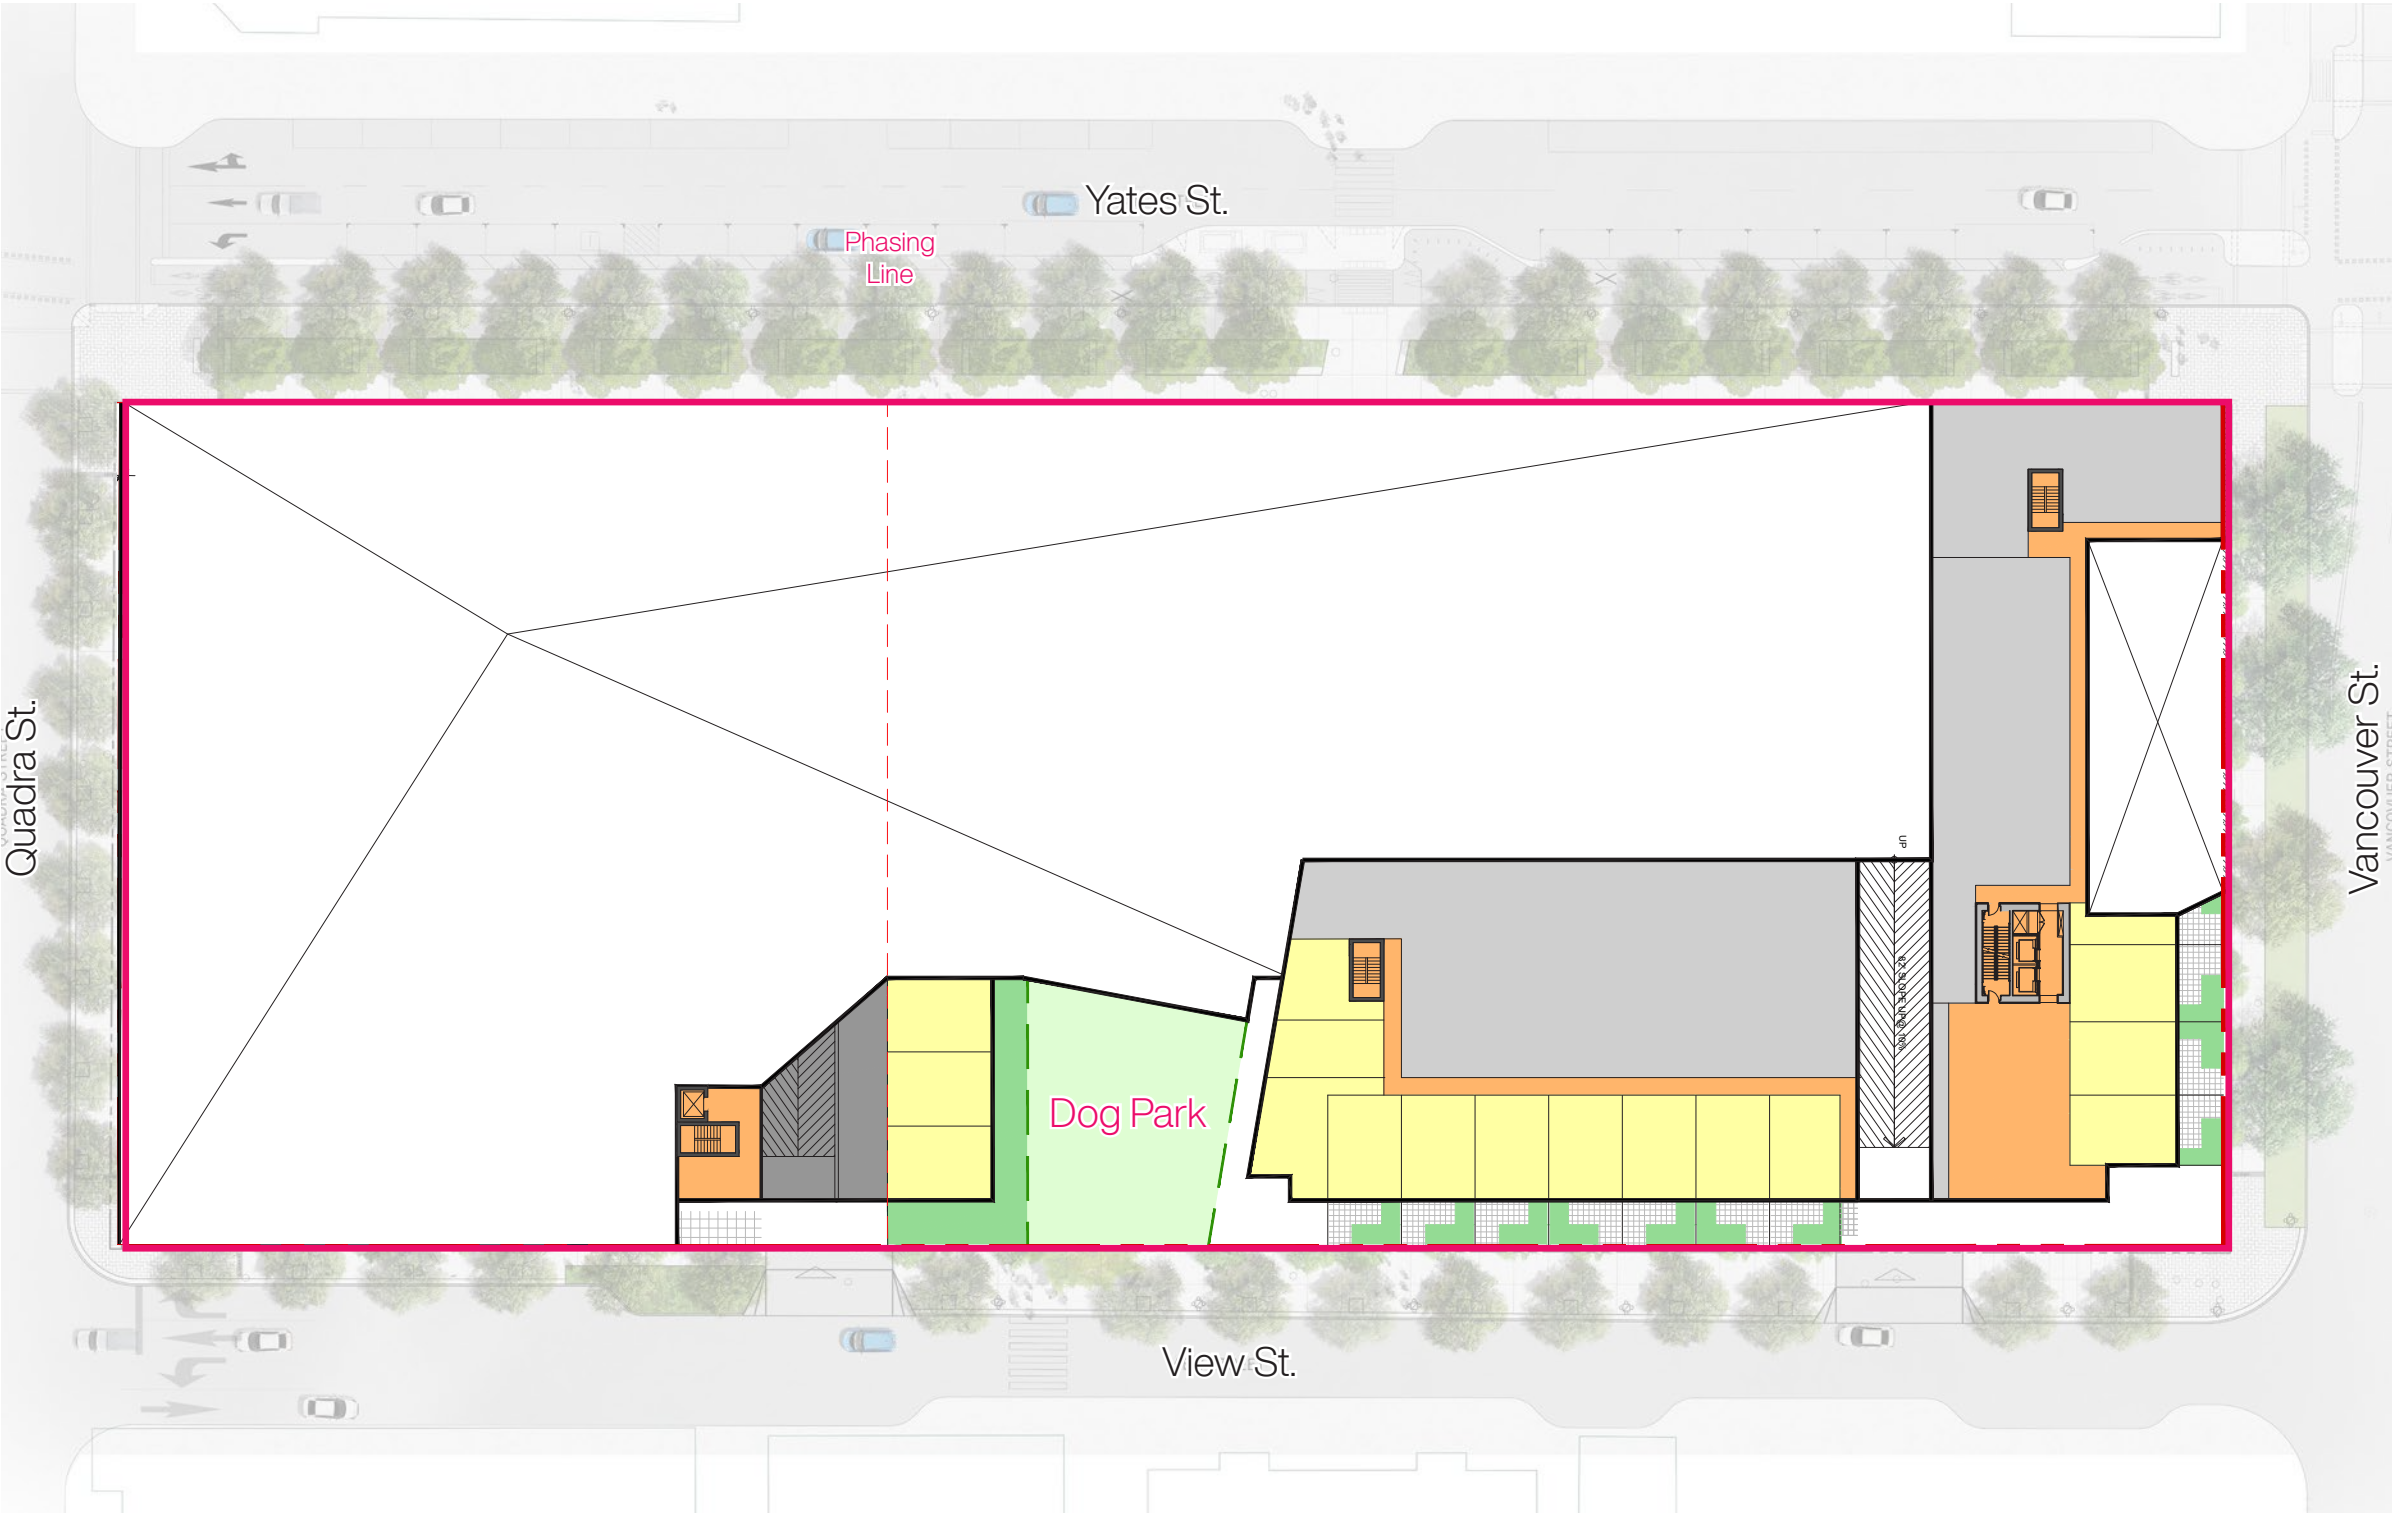 Yates St.
Phasing
Line
Quadra St.
Vancouver St.
UP
Dog Park
View St.